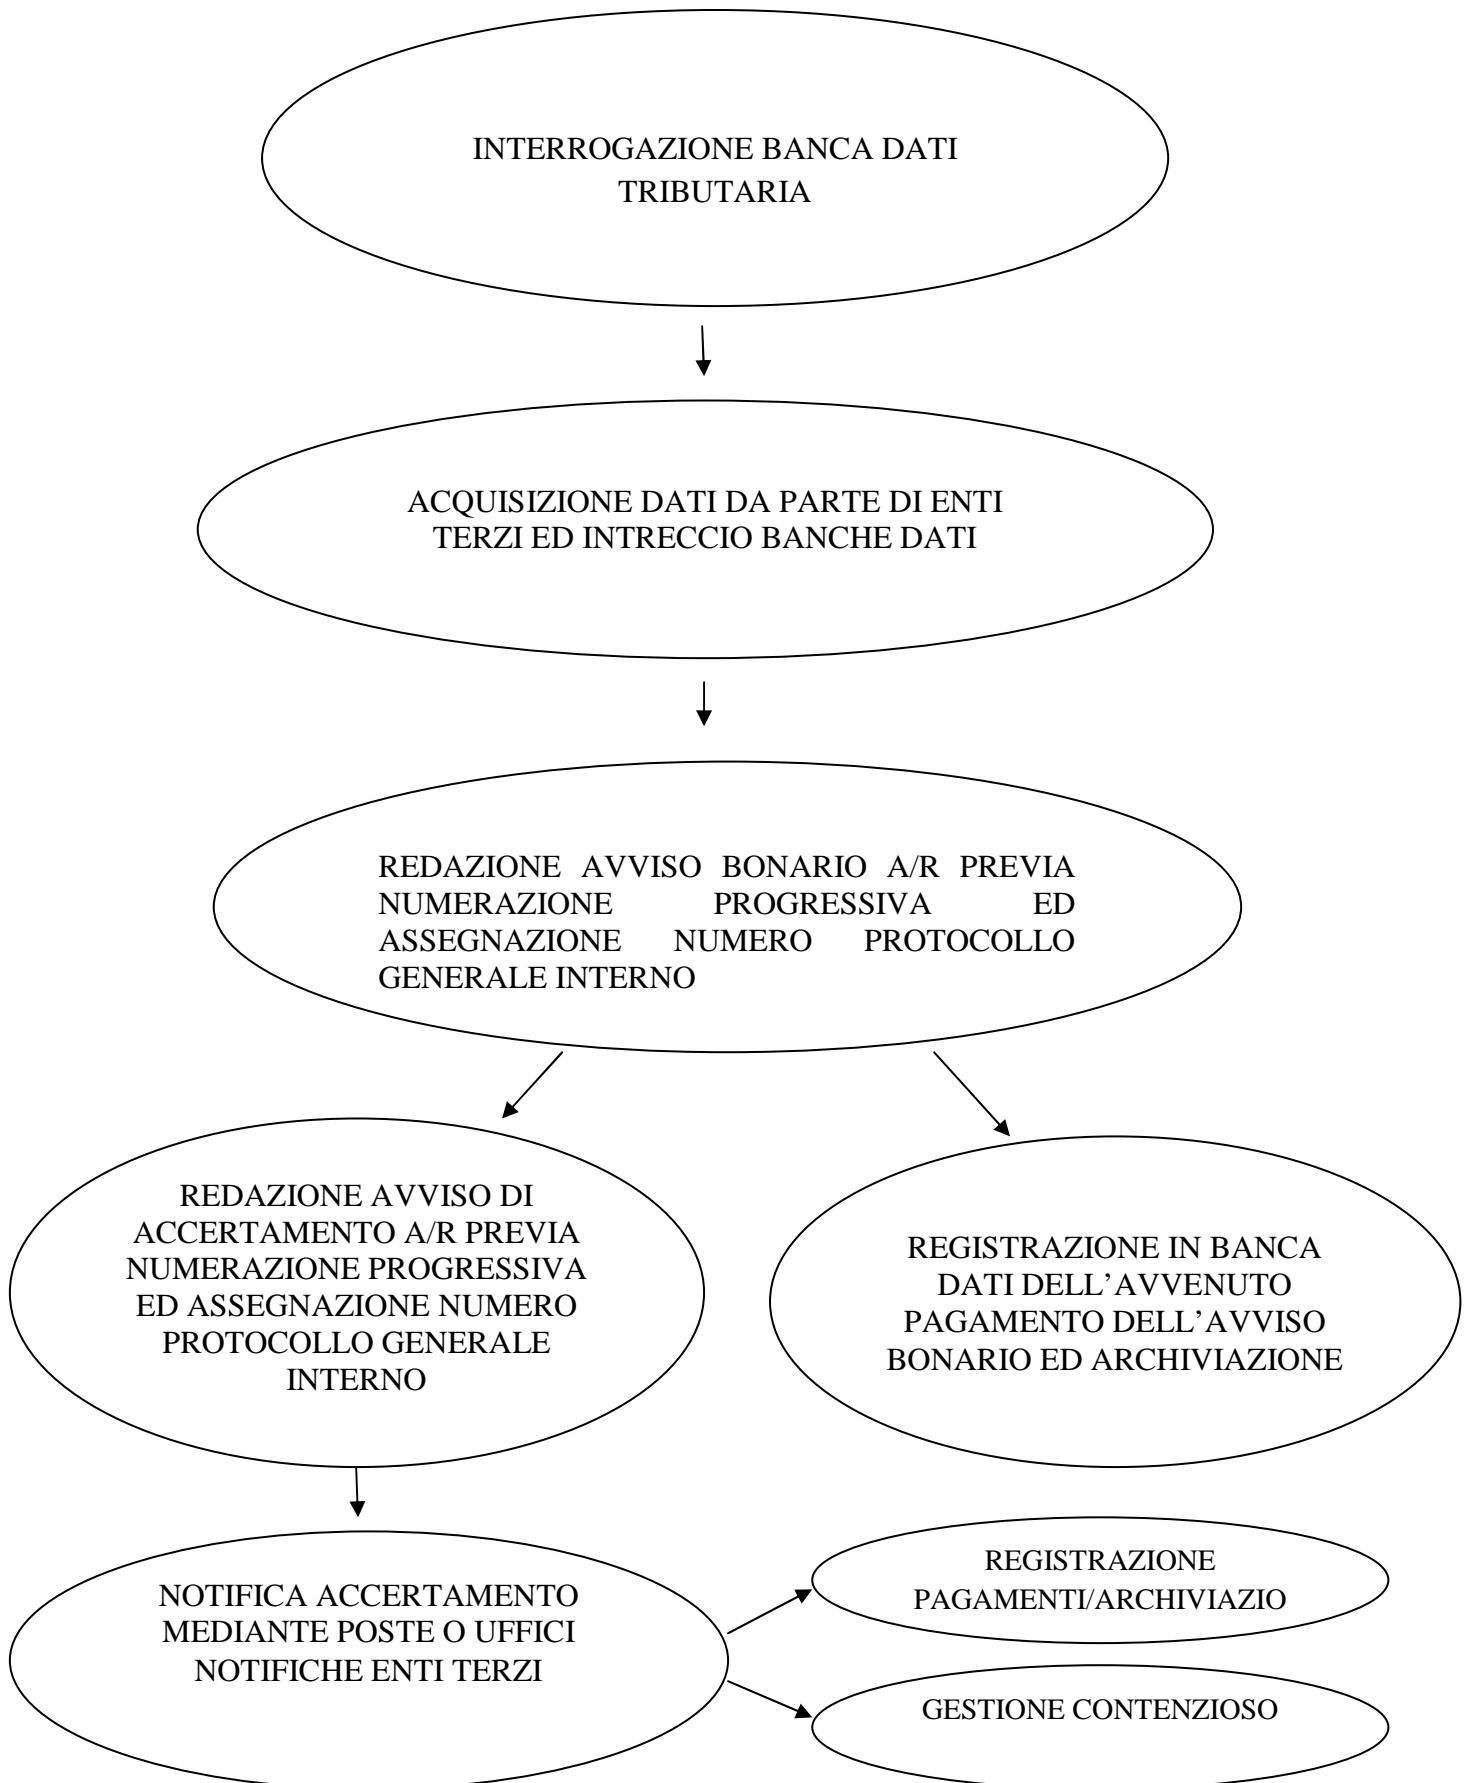 INTERROGAZIONE BANCA DATI
TRIBUTARIA
ACQUISIZIONE DATI DA PARTE DI ENTI
TERZI ED INTRECCIO BANCHE DATI
REDAZIONE AVVISO BONARIO A/R PREVIA
NUMERAZIONE PROGRESSIVA ED
ASSEGNAZIONE NUMERO PROTOCOLLO
GENERALE INTERNO
REDAZIONE AVVISO DI
ACCERTAMENTO A/R PREVIA
NUMERAZIONE PROGRESSIVA
ED ASSEGNAZIONE NUMERO
PROTOCOLLO GENERALE
INTERNO
REGISTRAZIONE IN BANCA
DATI DELL’AVVENUTO
PAGAMENTO DELL’AVVISO
BONARIO ED ARCHIVIAZIONE
NOTIFICA ACCERTAMENTO
MEDIANTE POSTE O UFFICI
NOTIFICHE ENTI TERZI
REGISTRAZIONE
PAGAMENTI/ARCHIVIAZIO
GESTIONE CONTENZIOSO